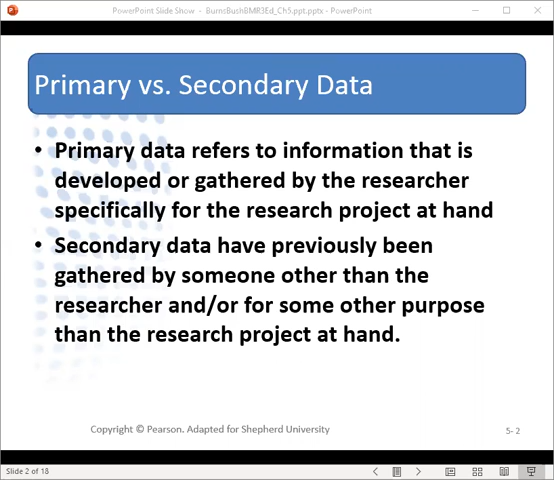 PowerPoint Slide Show - BurnsBushBMR3Ed_Ch5.ppt.pptx - PowerPoint
Primary vs. Secondary Data
• Primary data refers to information that is
developed or gathered by the researcher
specifically for the research project at hand
• Secondary data have previously been
gathered by someone other than the
researcher and/or for some other purpose
than the research project at hand.
Copyright © Pearson. Adapted for Shepherd University
5- 2
Slide 2 of 18